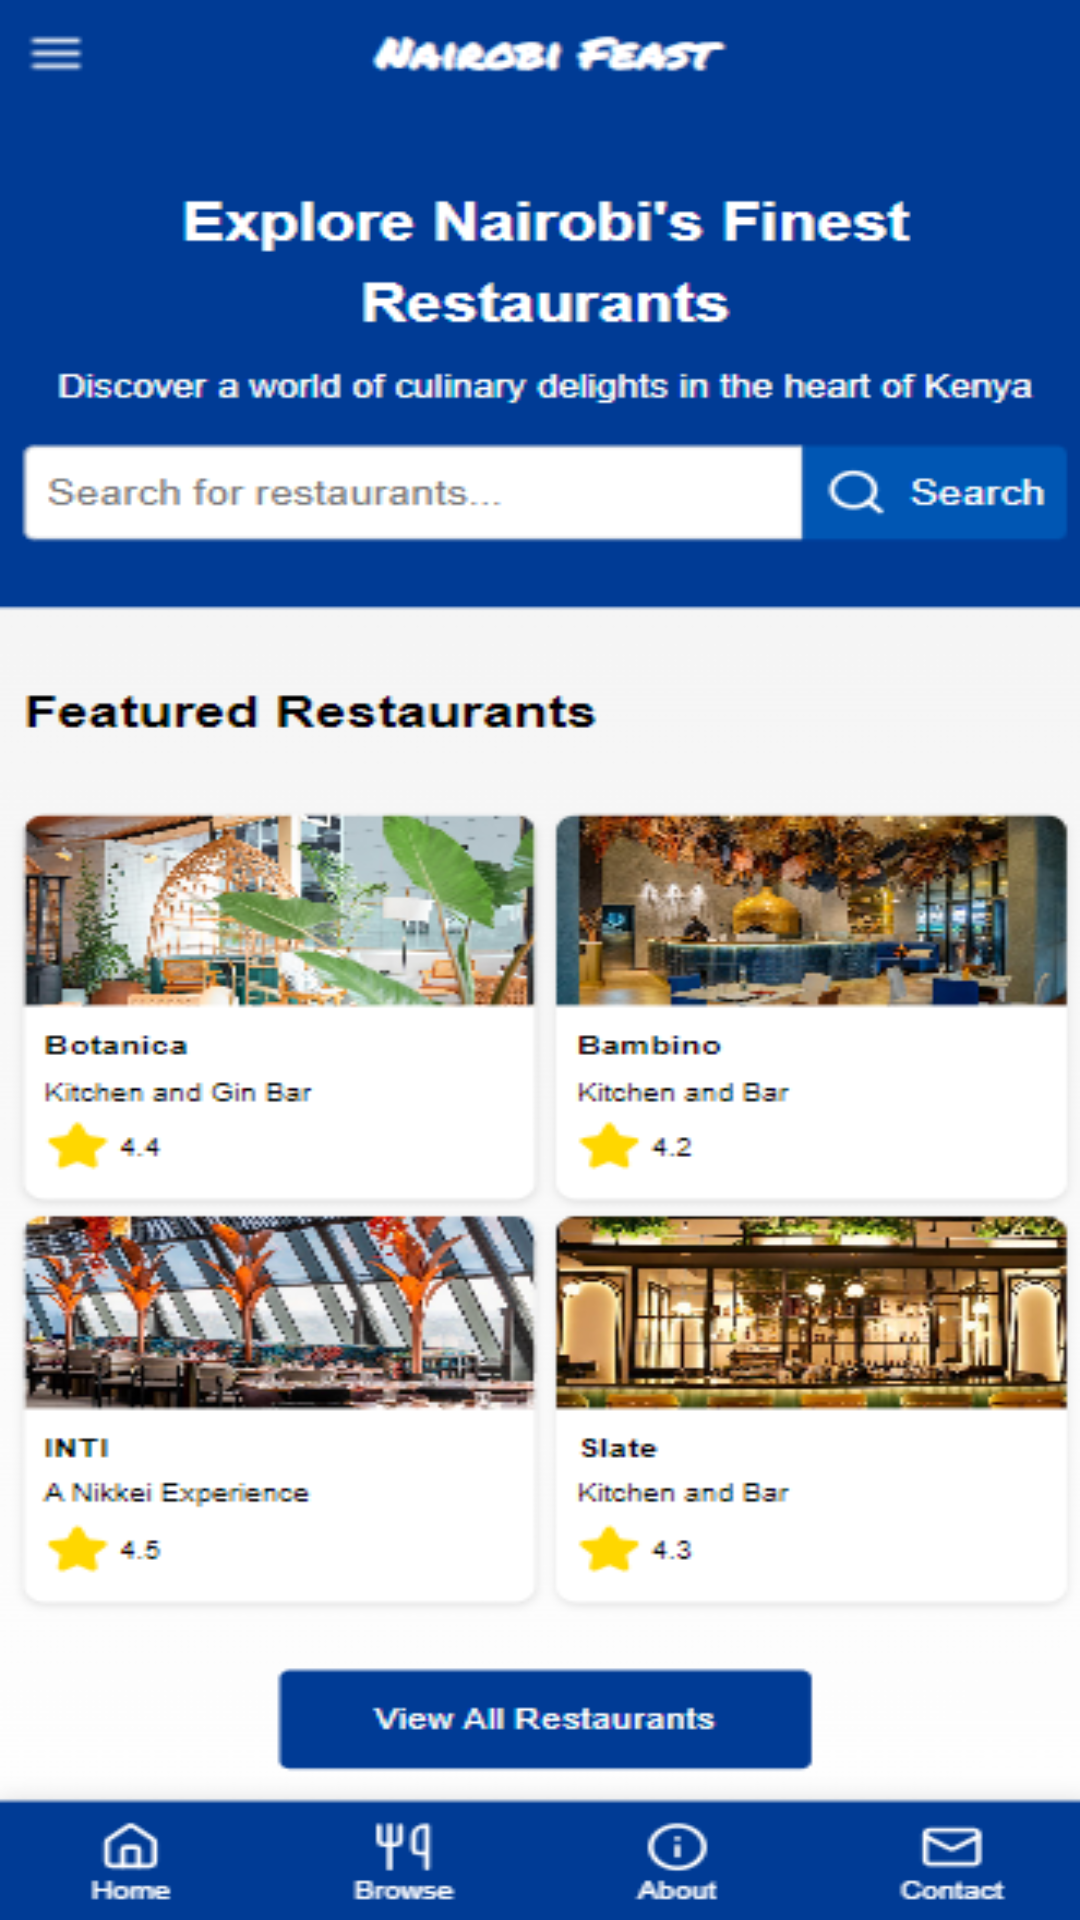 Nairobi Feast
Explore Nairobi's Finest
Restaurants
Discover a world of culinary delights in the heart of Kenya
Search for restaurants...
Search
Featured Restaurants
Botanica
Kitchen and Gin Bar
4.4
Bambino
Kitchen and Bar
4.2
INTI
A Nikkei Experience
4.5
Slate
Kitchen and Bar
4.3
View All Restaurants
Home
Browse
About
Contact